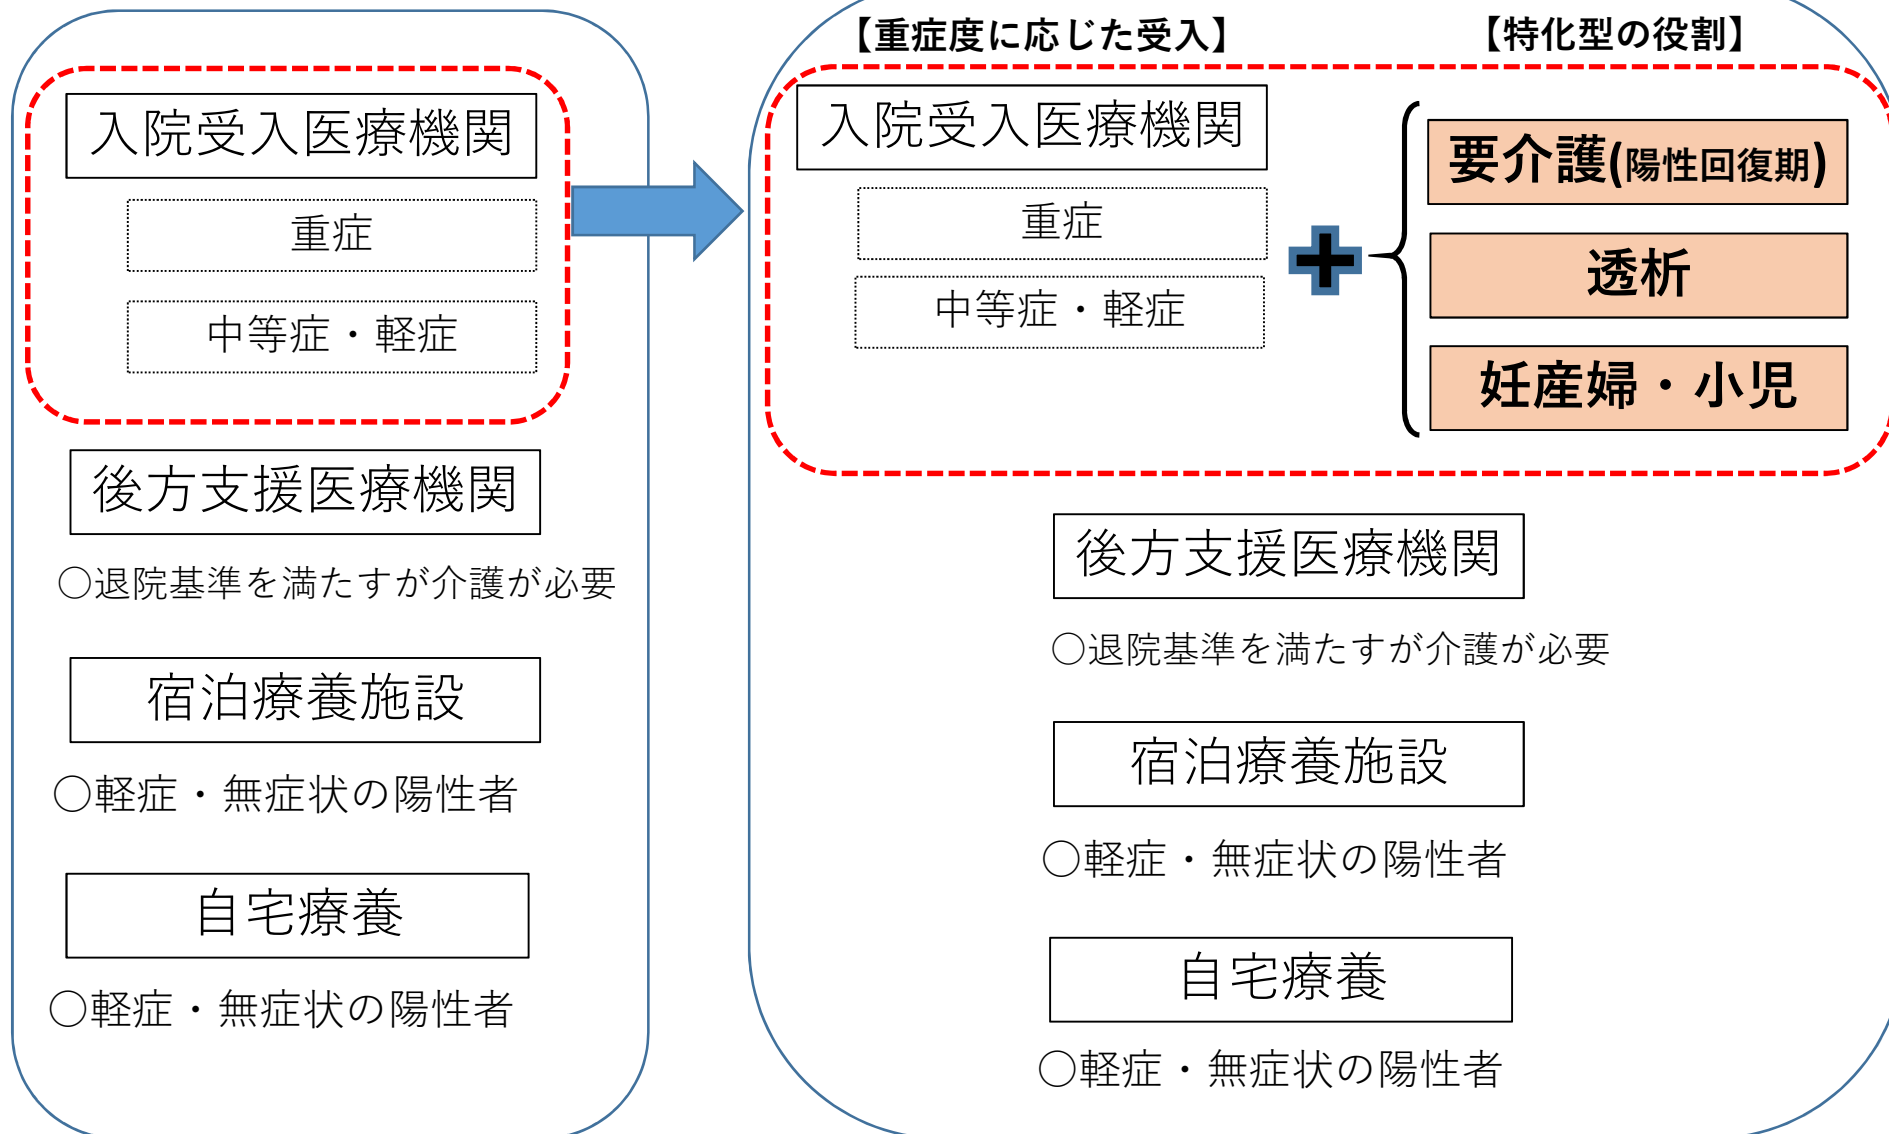 入院受入医療機関
重症
中等症・軽症
後方支援医療機関
○退院基準を満たすが介護が必要
宿泊療養施設
○軽症・無症状の陽性者
自宅療養
○軽症・無症状の陽性者
【重症度に応じた受入】
【特化型の役割】
入院受入医療機関
重症
中等症・軽症
要介護(陽性回復期)
透析
妊産婦・小児
後方支援医療機関
○退院基準を満たすが介護が必要
宿泊療養施設
○軽症・無症状の陽性者
自宅療養
○軽症・無症状の陽性者